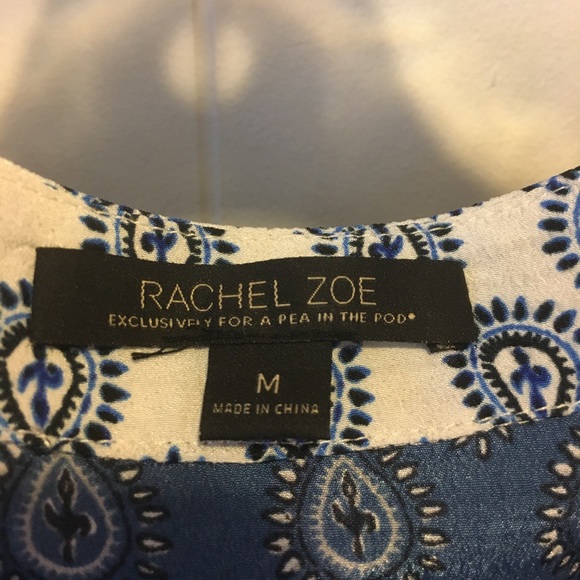 RACHEL ZOE
EXCLUSIVELY FOR A PEA IN THE POD®
M
MADE IN CHINA